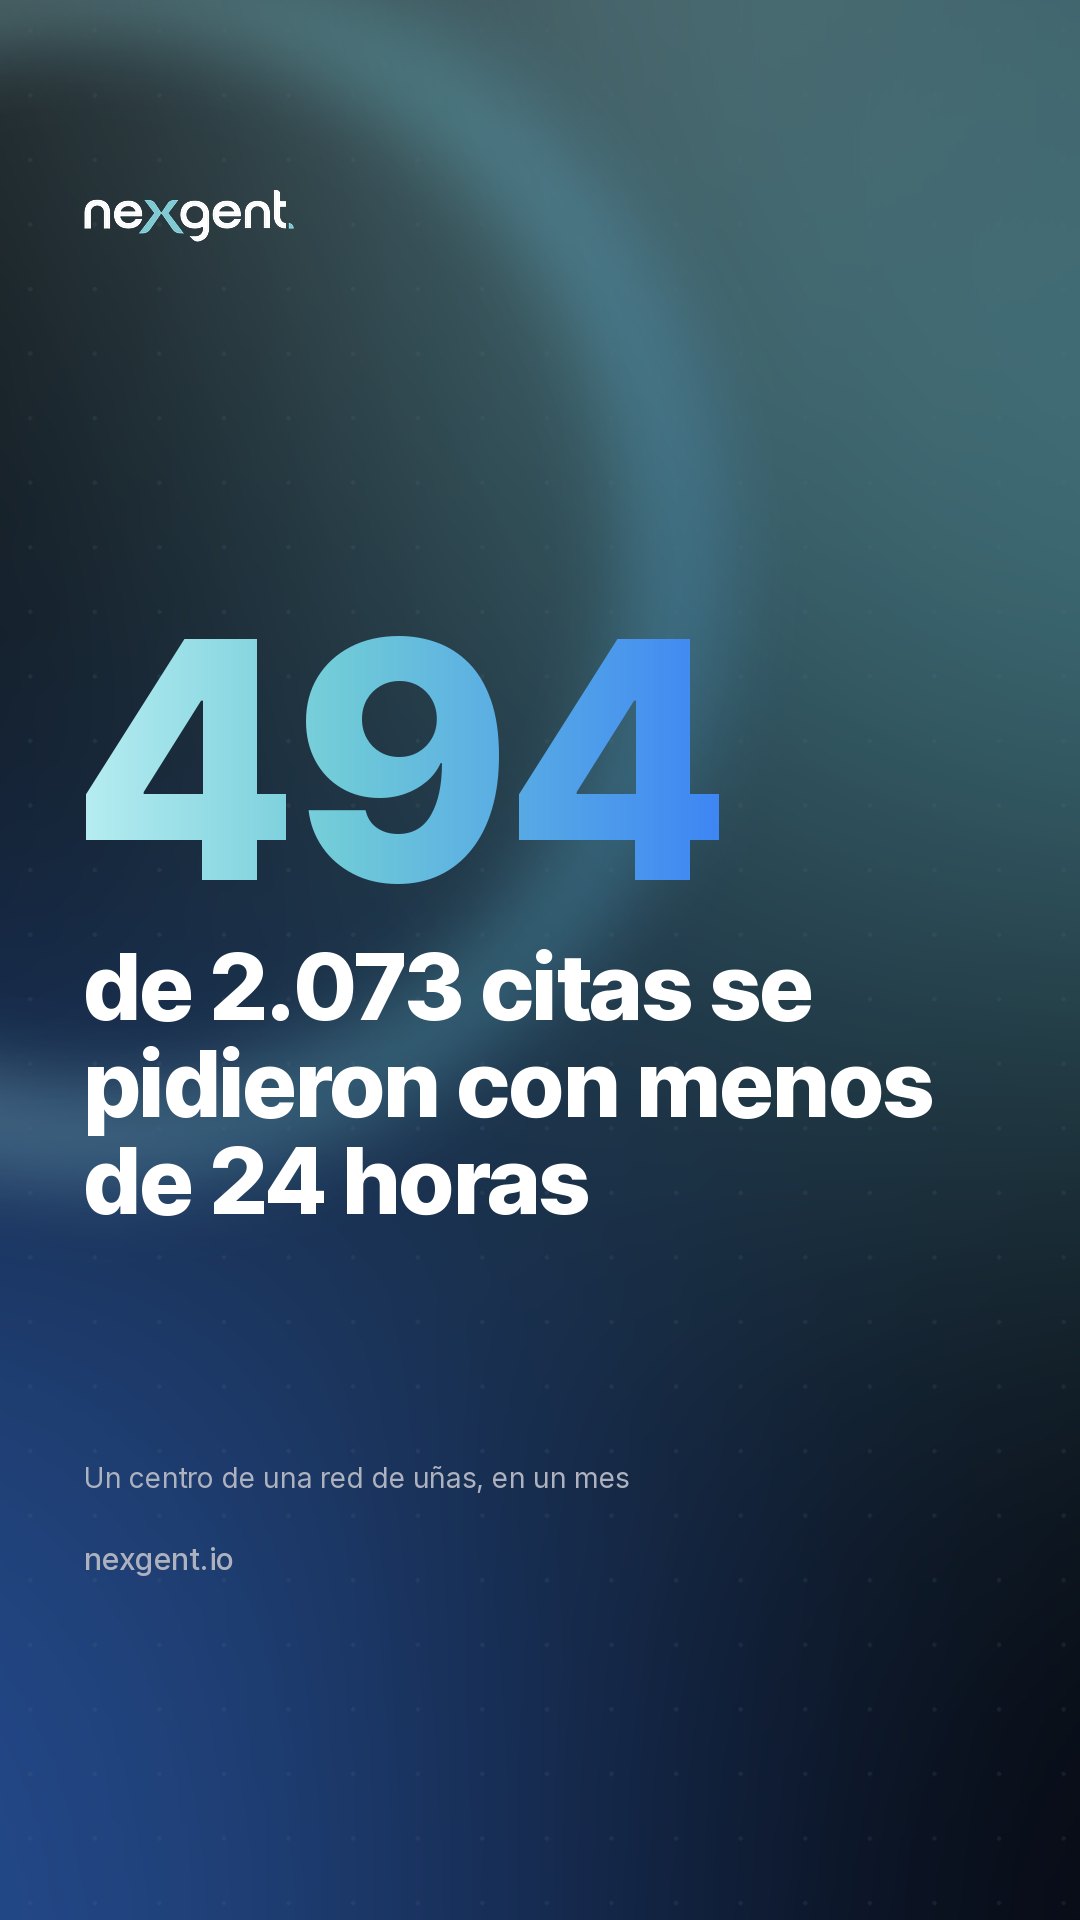 nexgent.
494
de 2.073 citas se
pidieron con menos
de 24 horas
Un centro de una red de uñas, en un mes
nexgent.io